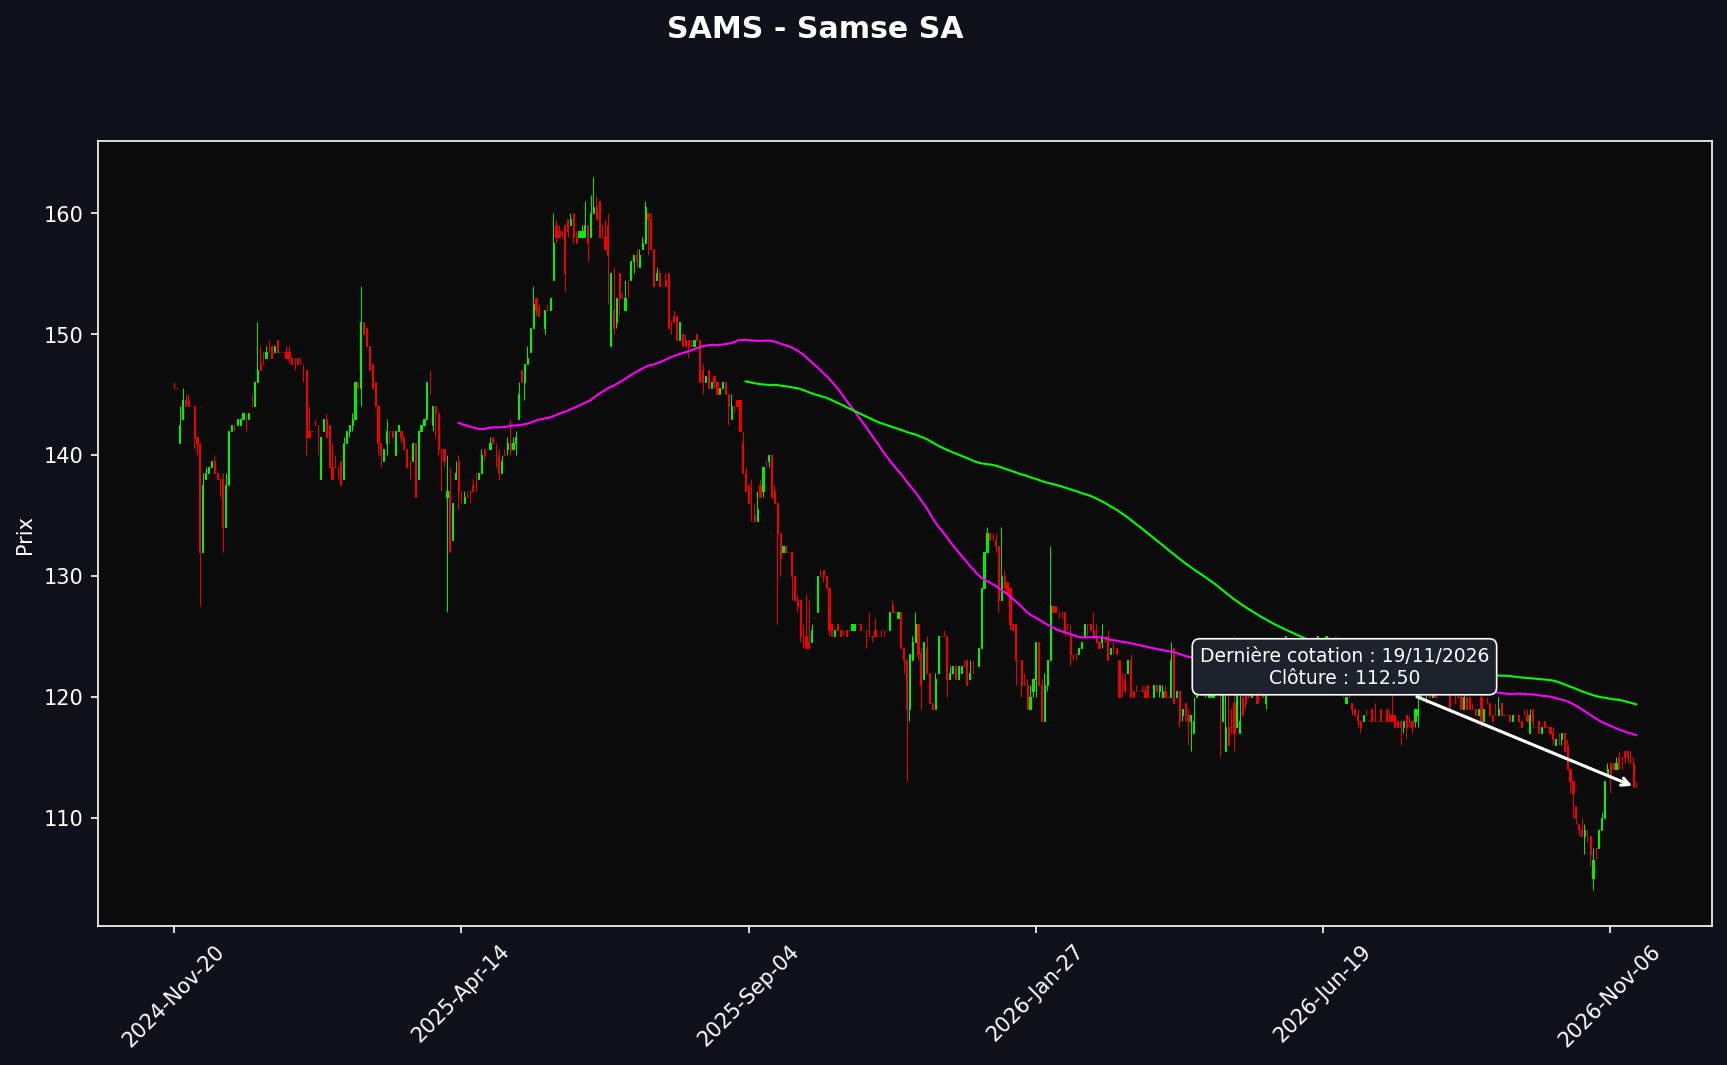 SAMS - Samse SA
Prix
160
150
140
130
120
110
Dernière cotation : 19/11/2026
Clôture : 112.50
2024-Nov-20
2025-Apr-14
2025-Sep-04
2026-Jan-27
2026-Jun-19
2026-Nov-06